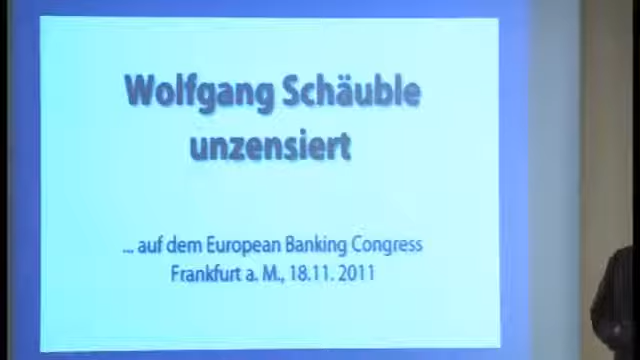 Wolfgang Schäuble
unzensiert
... auf dem European Banking Congress
Frankfurt a. M., 18.11. 2011